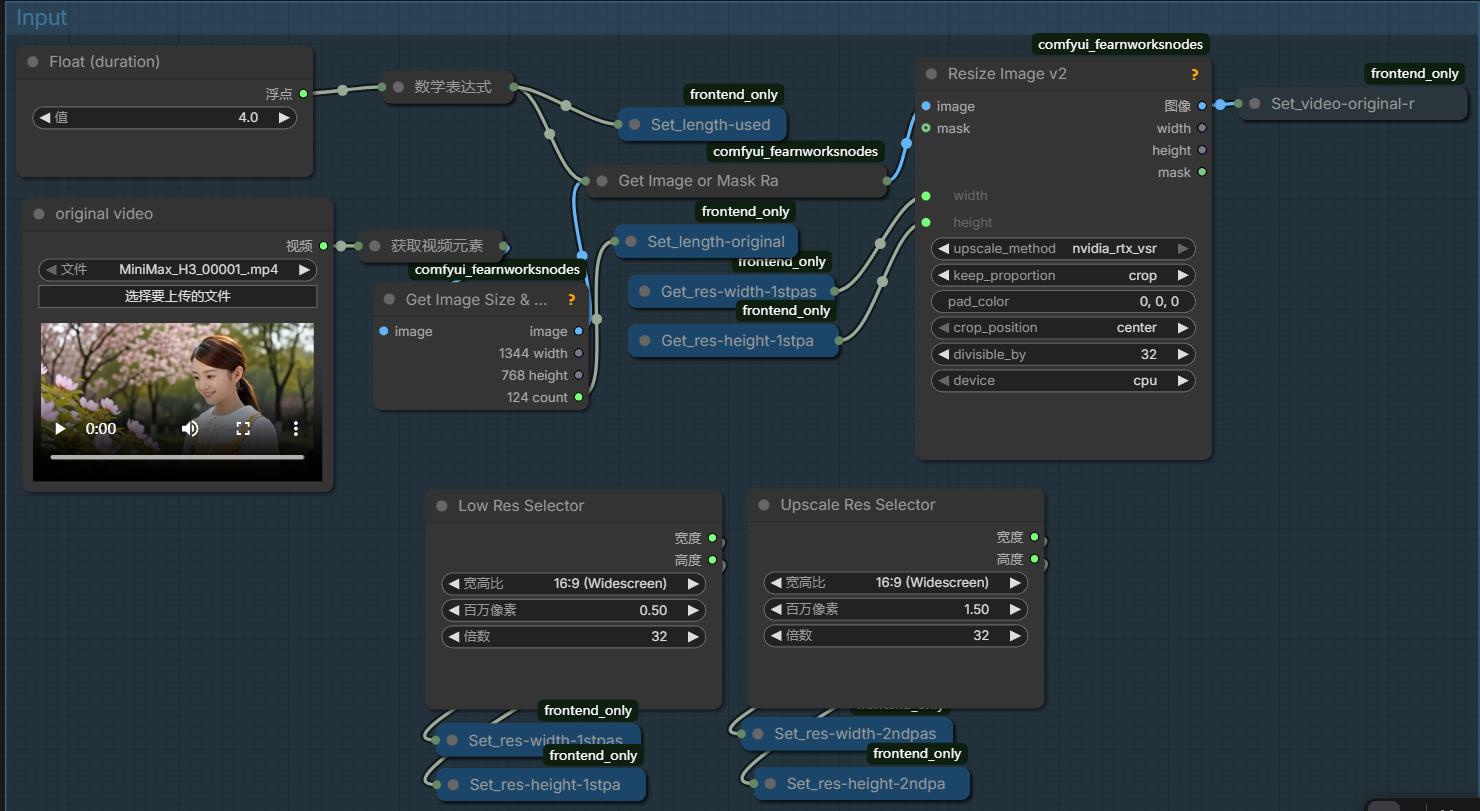 Input
Float (duration)
浮点
值 4.0
数学表达式
frontend_only
Set_length-used
comfyui_fearnworksnodes
Get Image or Mask Ra
original video
视频
文件 MiniMax_H3_00001_.mp4
选择要上传的文件
0:00
获取视频元素
comfyui_fearnworksnodes
Get Image Size & ... ?
image image
1344 width
768 height
124 count
frontend_only
Set_length-original
frontend_only
Get_res-width-1stpas
frontend_only
Get_res-height-1stpa
comfyui_fearnworksnodes
Resize Image v2 ?
image 图像
mask width
height
mask
width
height
upscale_method nvidia_rtx_vsr
keep_proportion crop
pad_color 0, 0, 0
crop_position center
divisible_by 32
device cpu
frontend_only
Set_video-original-r
Low Res Selector
宽度
高度
宽高比 16:9 (Widescreen)
百万像素 0.50
倍数 32
frontend_only
Set_res-width-1stpas
frontend_only
Set_res-height-1stpa
Upscale Res Selector
宽度
高度
宽高比 16:9 (Widescreen)
百万像素 1.50
倍数 32
Set_res-width-2ndpas
frontend_only
Set_res-height-2ndpa